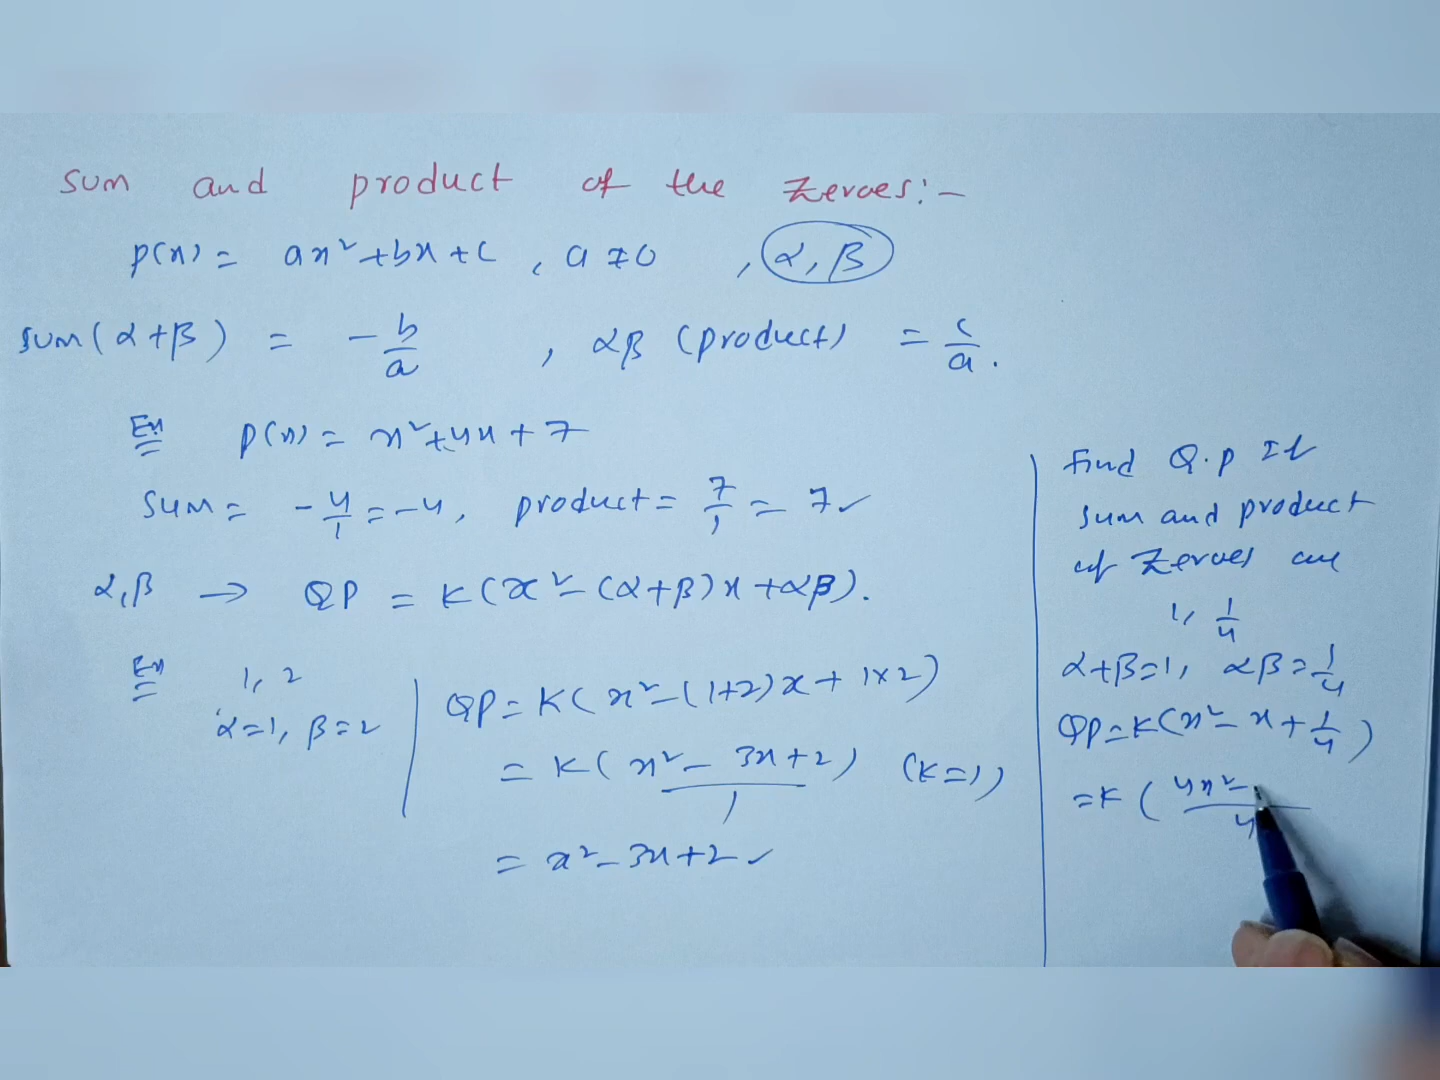 Sum and product of the Zeroes:-
p(x) = ax²+bx+c , a≠0 , α, β
sum(α+β) = -b/a , αβ (product) = c/a.
Ex p(x) = x²+4x+7
sum = -4/1 = -4, product = 7/1 = 7✓
α,β → QP = K(x²-(α+β)x+αβ).
Ex 1, 2
α=1, β=2
QP = K(x²-(1+2)x+1×2)
= K(x²-3x+2)/1 (K=1)
= x²-3x+2✓
Find Q.P If
sum and product
of Zeroes are
1, 1/4
α+β=1, αβ=1/4
QP=K(x²-x+1/4)
=K(4x²-/4